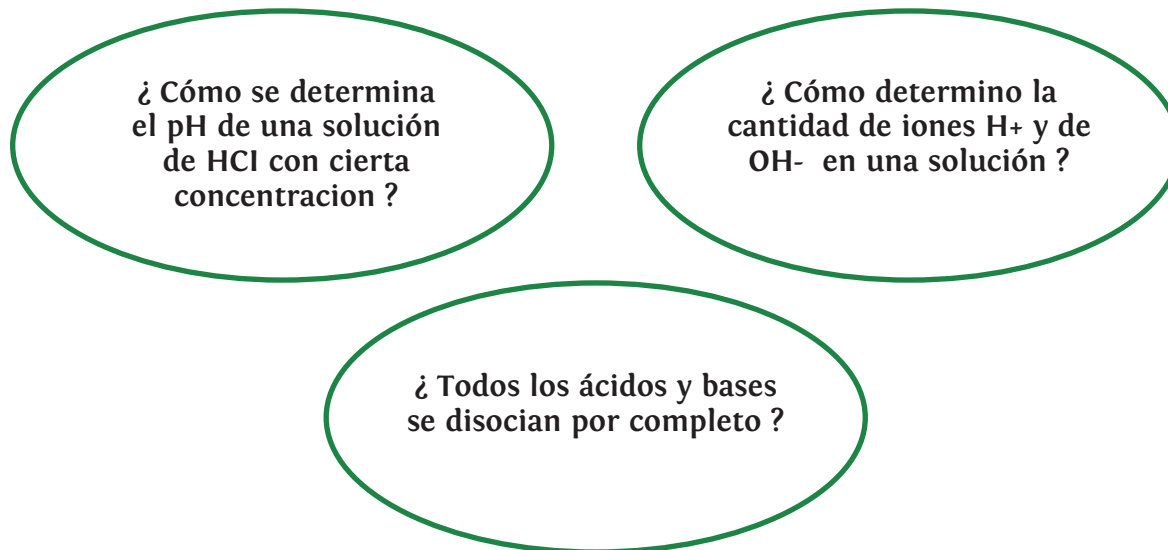 ¿ Cómo se determina
el pH de una solución
de HCl con cierta
concentracion ?
¿ Cómo determino la
cantidad de iones H+ y de
OH- en una solución ?
¿ Todos los ácidos y bases
se disocian por completo ?